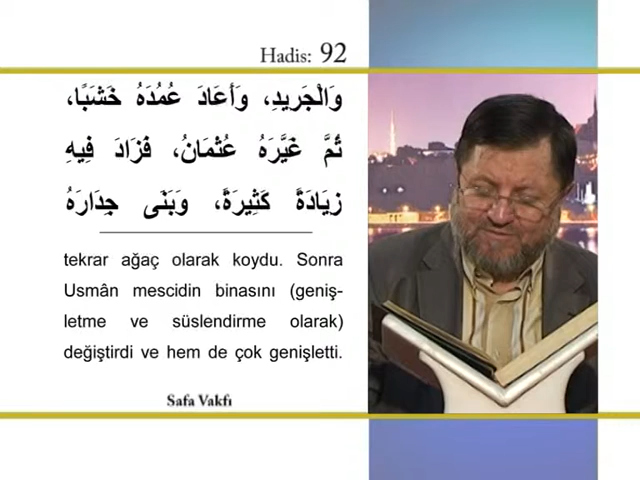 Hadis: 92
وَالْجَرِيدِ، وَأَعَادَ عُمُدَهُ خَشَبًا،
ثُمَّ غَيَّرَهُ عُثْمَانُ، فَزَادَ فِيهِ
زِيَادَةً كَثِيرَةً، وَبَنَى جِدَارَهُ
tekrar ağaç olarak koydu. Sonra
Usmân mescidin binasını (geniş-
letme ve süslendirme olarak)
değiştirdi ve hem de çok genişletti.
Safa Vakfı